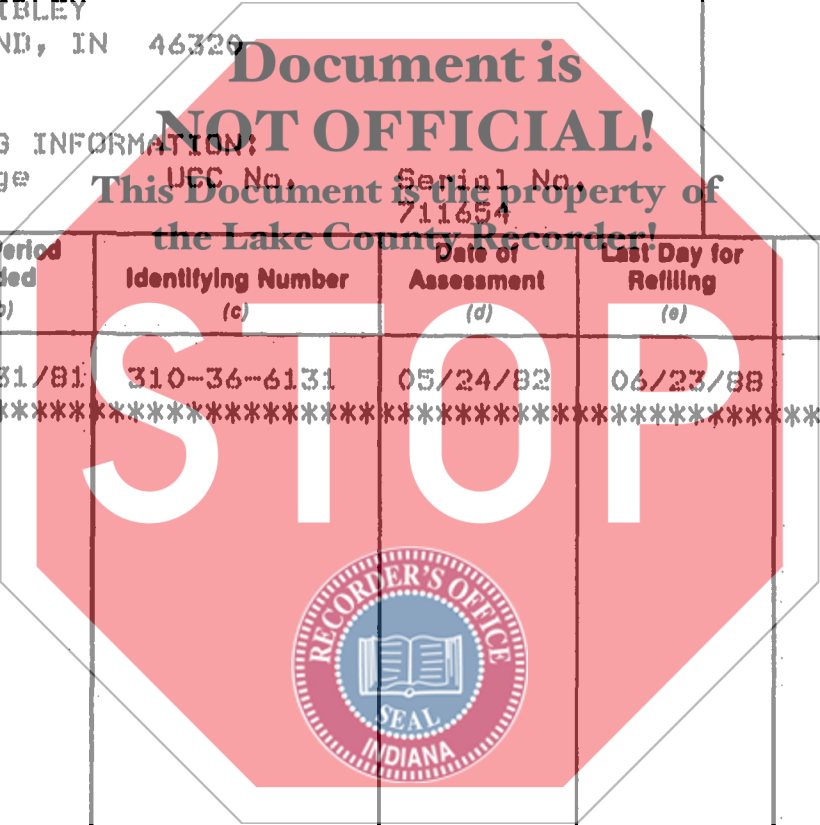 IBLEY
ND, IN 46320
Document is
NOT OFFICIAL!
G INFORMATION:
ge UCC No. Serial No.
This Document is the property of
711654
the Lake County Recorder!
Period Date of Last Day for
ded Identifying Number Assessment Refiling
) (c) (d) (e)
31/81 310-36-6131 05/24/82 06/23/88
*****************************************************
STOP
RECORDER'S OFFICE
SEAL
INDIANA